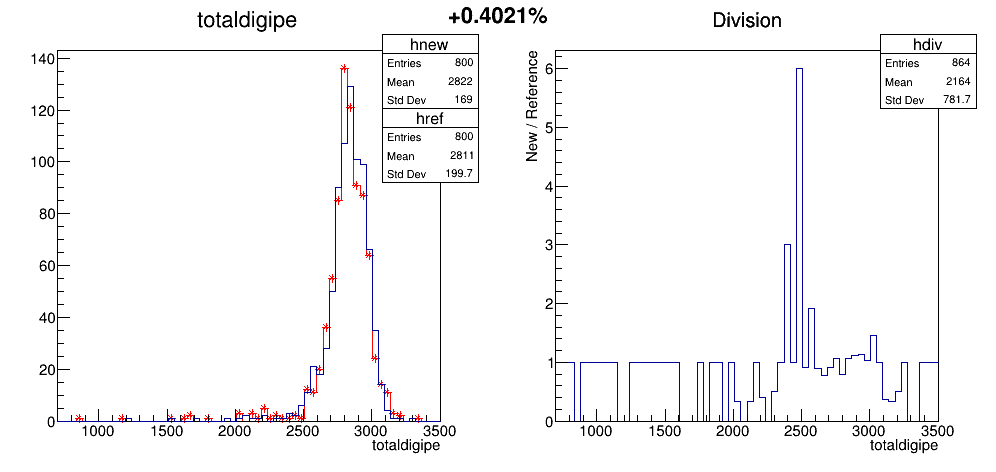 +0.4021%
totaldigipe
hnew
Entries 800
Mean 2822
Std Dev 169
href
Entries 800
Mean 2811
Std Dev 199.7
140
120
100
80
60
40
20
0
1000 1500 2000 2500 3000 3500
totaldigipe
Division
hdiv
Entries 864
Mean 2164
Std Dev 781.7
New / Reference
6
5
4
3
2
1
0
1000 1500 2000 2500 3000 3500
totaldigipe